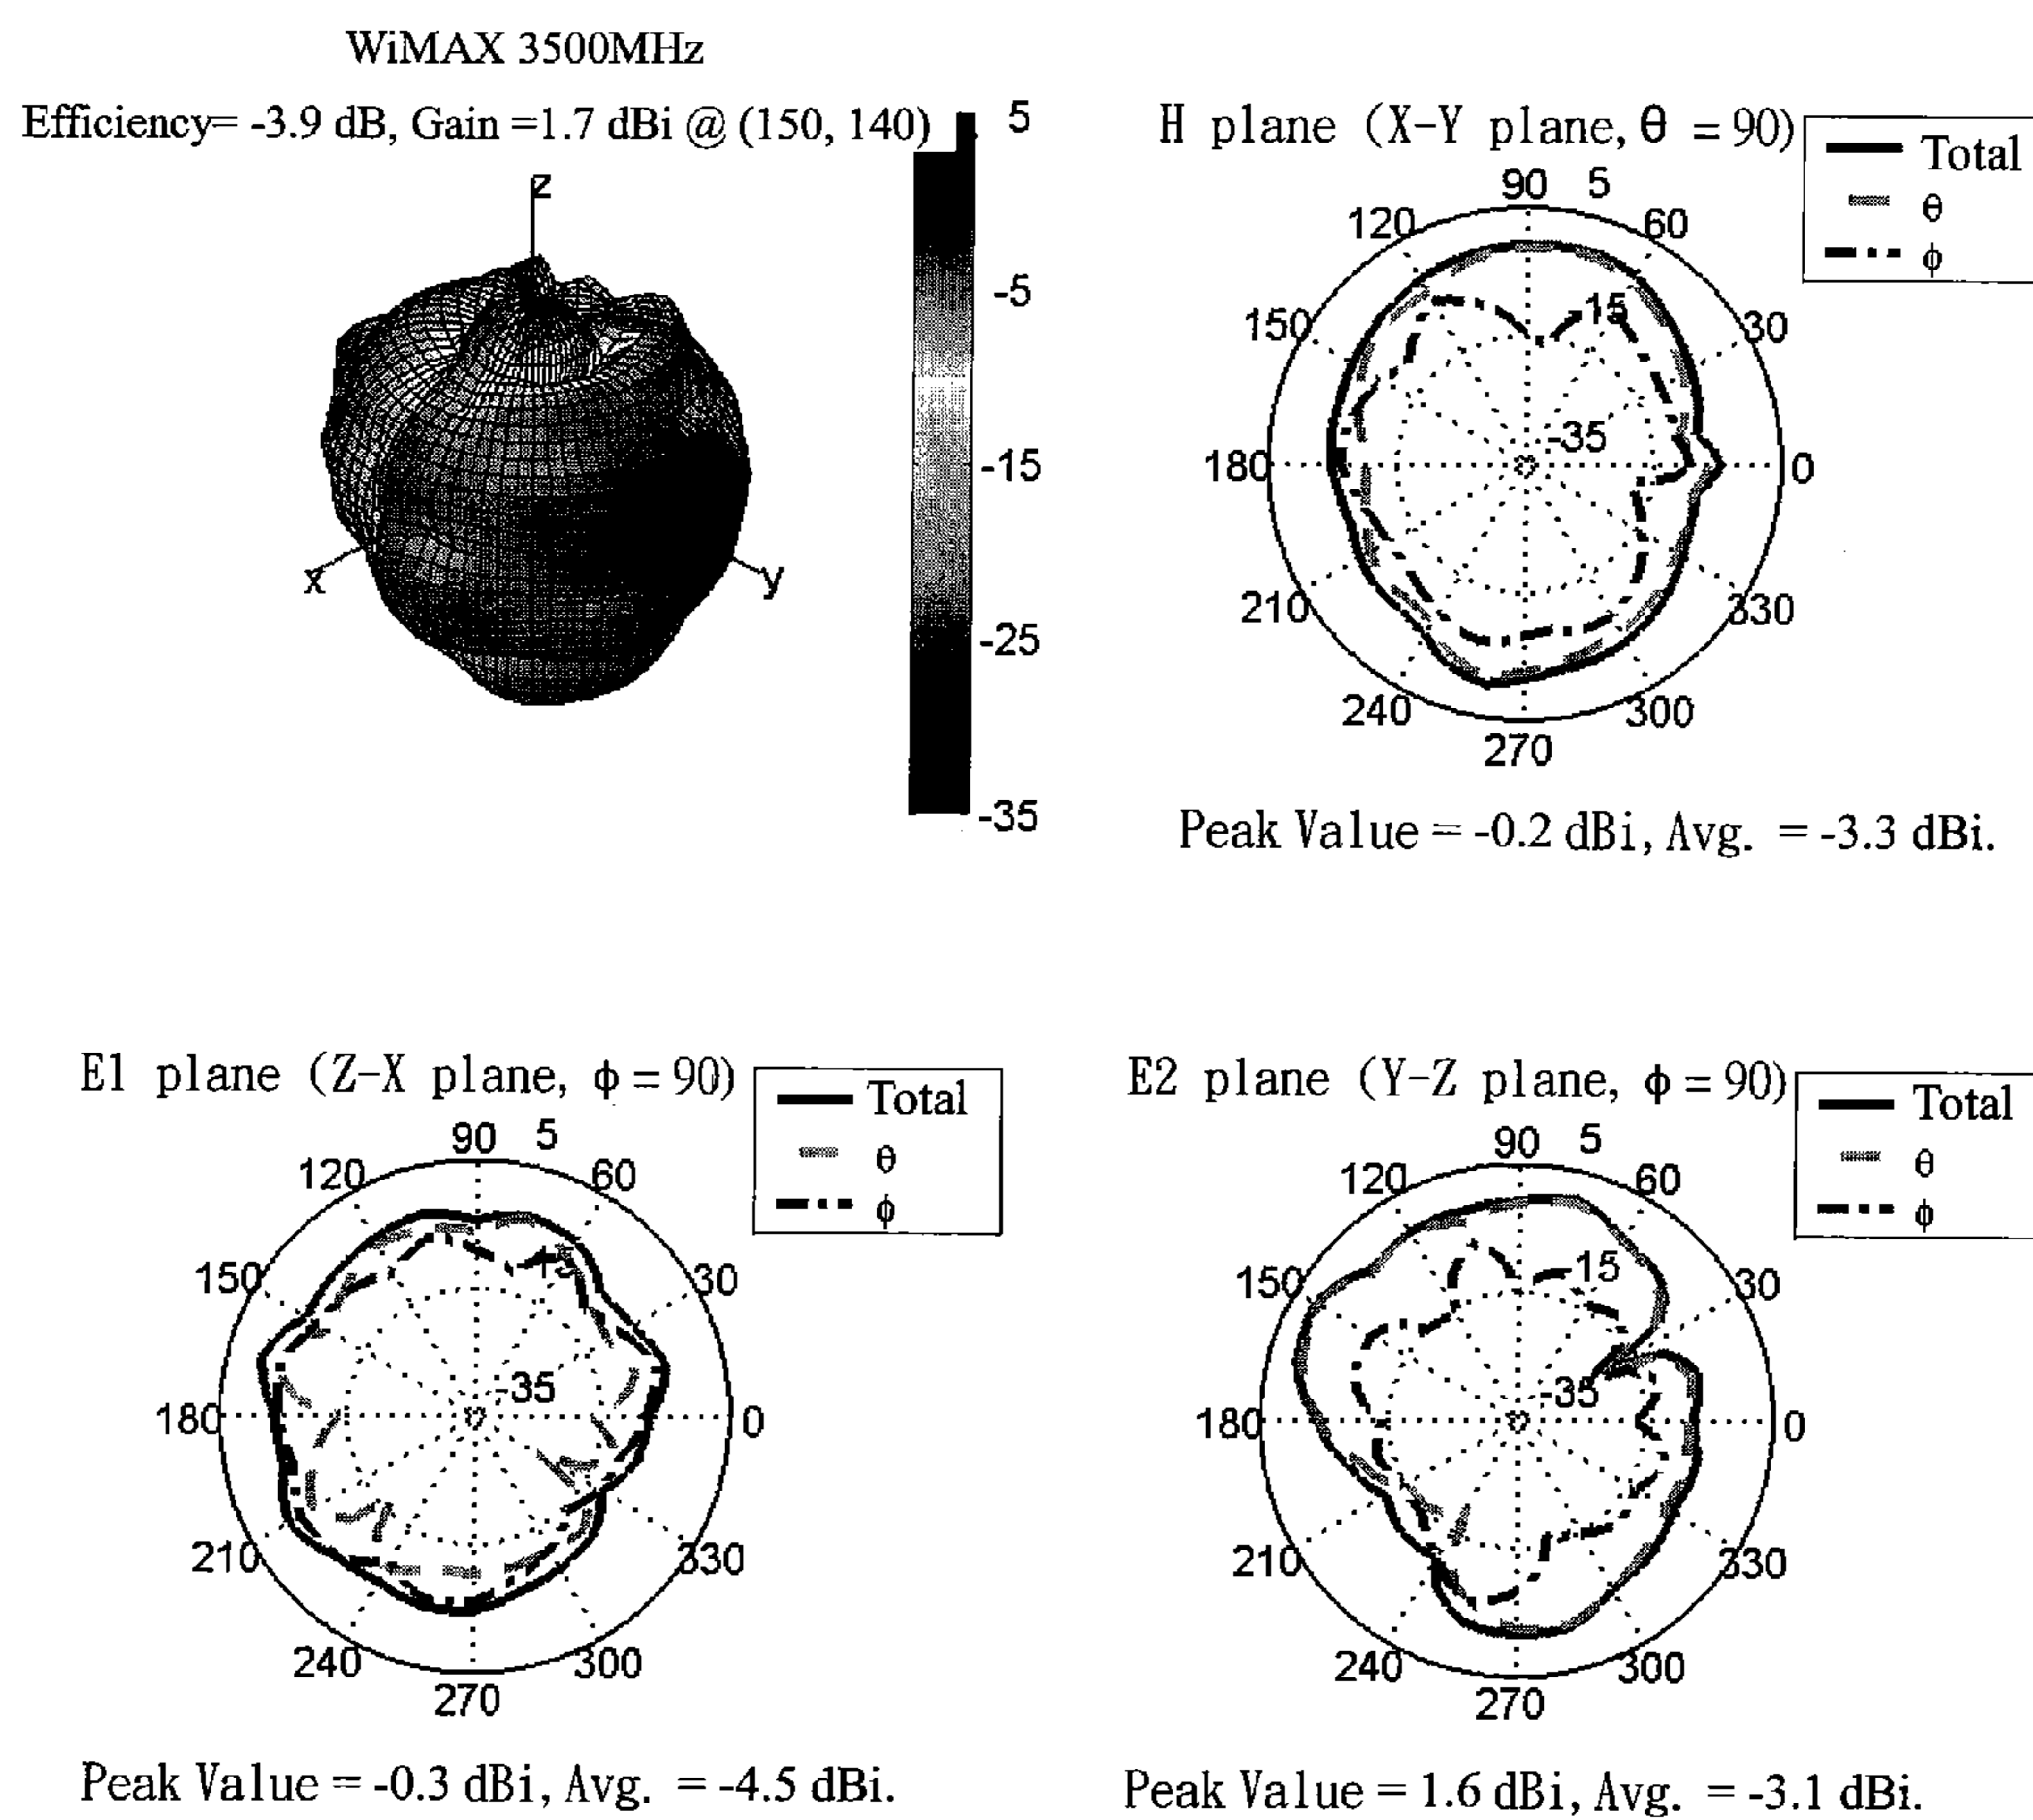 WiMAX 3500MHz
Efficiency= -3.9 dB, Gain =1.7 dBi @ (150, 140)
5
-5
-15
-25
-35
z
x
y
H plane (X-Y plane, θ = 90)
Total
θ
ϕ
90
5
120
60
150
-15
30
-35
180
0
210
330
240
300
270
Peak Value = -0.2 dBi, Avg. = -3.3 dBi.
E1 plane (Z-X plane, ϕ = 90)
Total
θ
ϕ
90
5
120
60
-15
150
30
-35
180
0
210
330
240
300
270
Peak Value = -0.3 dBi, Avg. = -4.5 dBi.
E2 plane (Y-Z plane, ϕ = 90)
Total
θ
ϕ
90
5
120
60
-15
150
30
-35
180
0
210
330
240
300
270
Peak Value = 1.6 dBi, Avg. = -3.1 dBi.